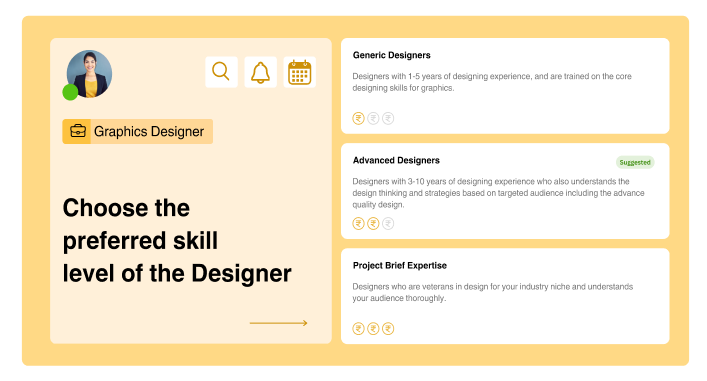 Graphics Designer
Choose the
preferred skill
level of the Designer
Generic Designers
Designers with 1-5 years of designing experience, and are trained on the core
designing skills for graphics.
₹ ₹ ₹
Advanced Designers
Suggested
Designers with 3-10 years of designing experience who also understands the
design thinking and strategies based on targeted audience including the advance
quality design.
₹ ₹ ₹
Project Brief Expertise
Designers who are veterans in design for your industry niche and understands
your audience thoroughly.
₹ ₹ ₹